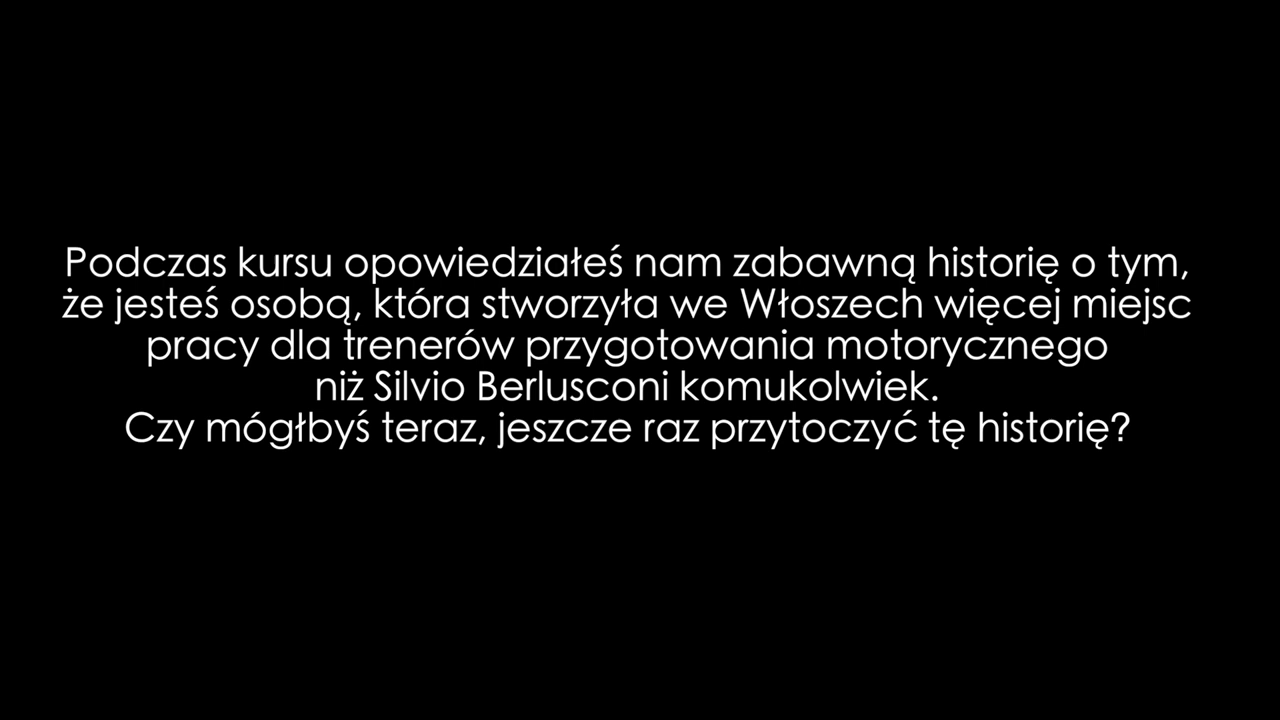 Podczas kursu opowiedziałeś nam zabawną historię o tym,
że jesteś osobą, która stworzyła we Włoszech więcej miejsc
pracy dla trenerów przygotowania motorycznego
niż Silvio Berlusconi komukolwiek.
Czy mógłbyś teraz, jeszcze raz przytoczyć tę historię?